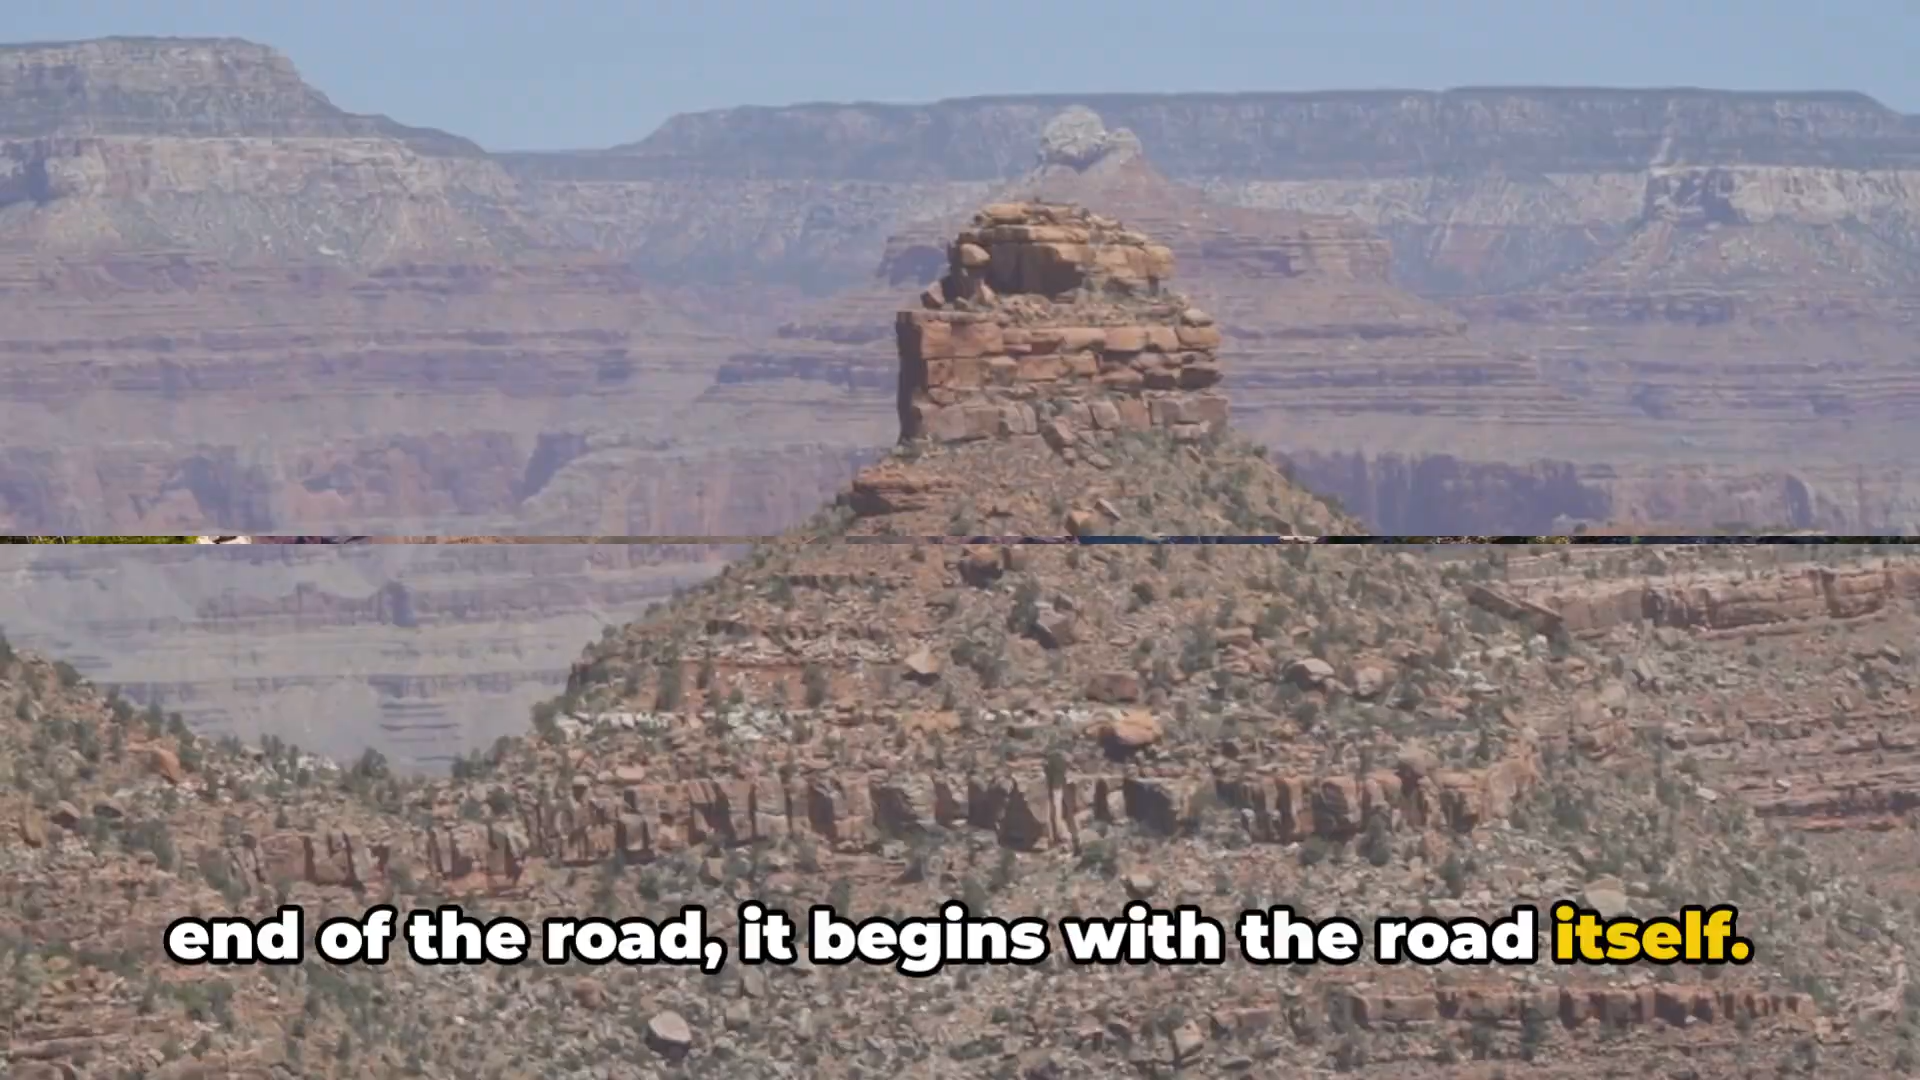 end of the road, it begins with the road itself.